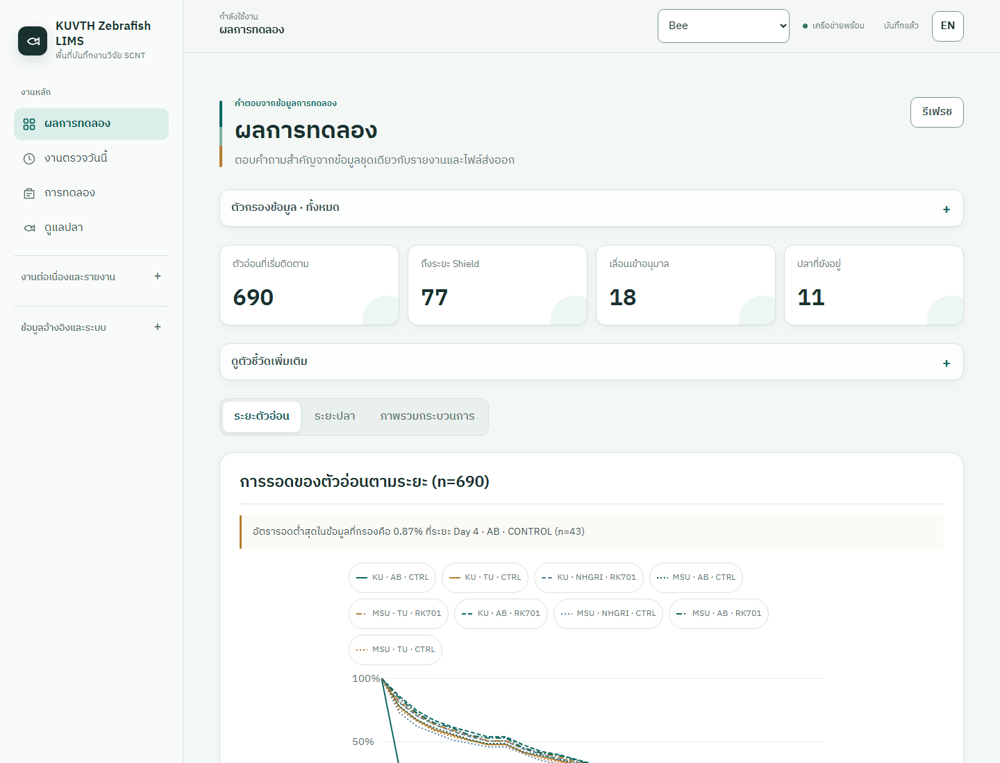 KUVTH Zebrafish
LIMS
พื้นที่บันทึกงานวิจัย SCNT
งานหลัก
ผลการทดลอง
งานตรวจวันนี้
การทดลอง
ดูแลปลา
งานต่อเนื่องและรายงาน +
ข้อมูลอ้างอิงและระบบ +
กำลังใช้งาน
ผลการทดลอง
Bee
เครือข่ายพร้อม
บันทึกแล้ว
EN
คำตอบจากข้อมูลการทดลอง
ผลการทดลอง
ตอบคำถามสำคัญจากข้อมูลชุดเดียวกับรายงานและไฟล์ส่งออก
รีเฟรช
ตัวกรองข้อมูล · ทั้งหมด +
ตัวอ่อนที่เริ่มติดตาม
690
ถึงระยะ Shield
77
เลื่อนเข้าอนุบาล
18
ปลาที่ยังอยู่
11
ดูตัวชี้วัดเพิ่มเติม +
ระยะตัวอ่อน
ระยะปลา
ภาพรวมกระบวนการ
การรอดของตัวอ่อนตามระยะ (n=690)
อัตรารอดต่ำสุดในข้อมูลที่กรองคือ 0.87% ที่ระยะ Day 4 · AB · CONTROL (n=43)
KU · AB · CTRL
KU · TU · CTRL
KU · NHGRI · RK701
MSU · AB · CTRL
MSU · TU · RK701
KU · AB · RK701
MSU · NHGRI · CTRL
MSU · AB · RK701
MSU · TU · CTRL
100%
50%